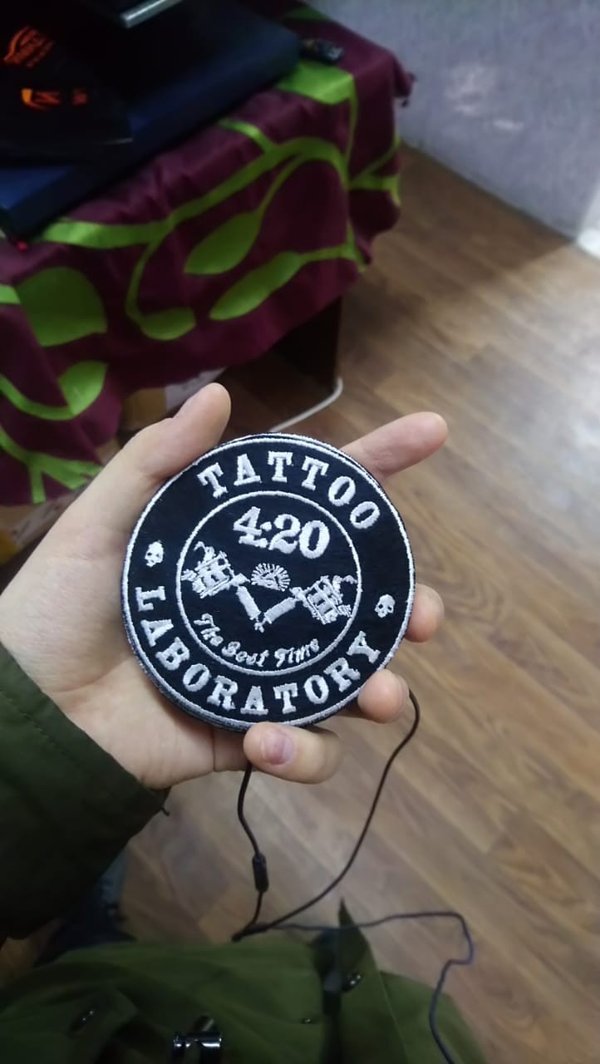 TATTOO
4:20
The Best Time
LABORATORY